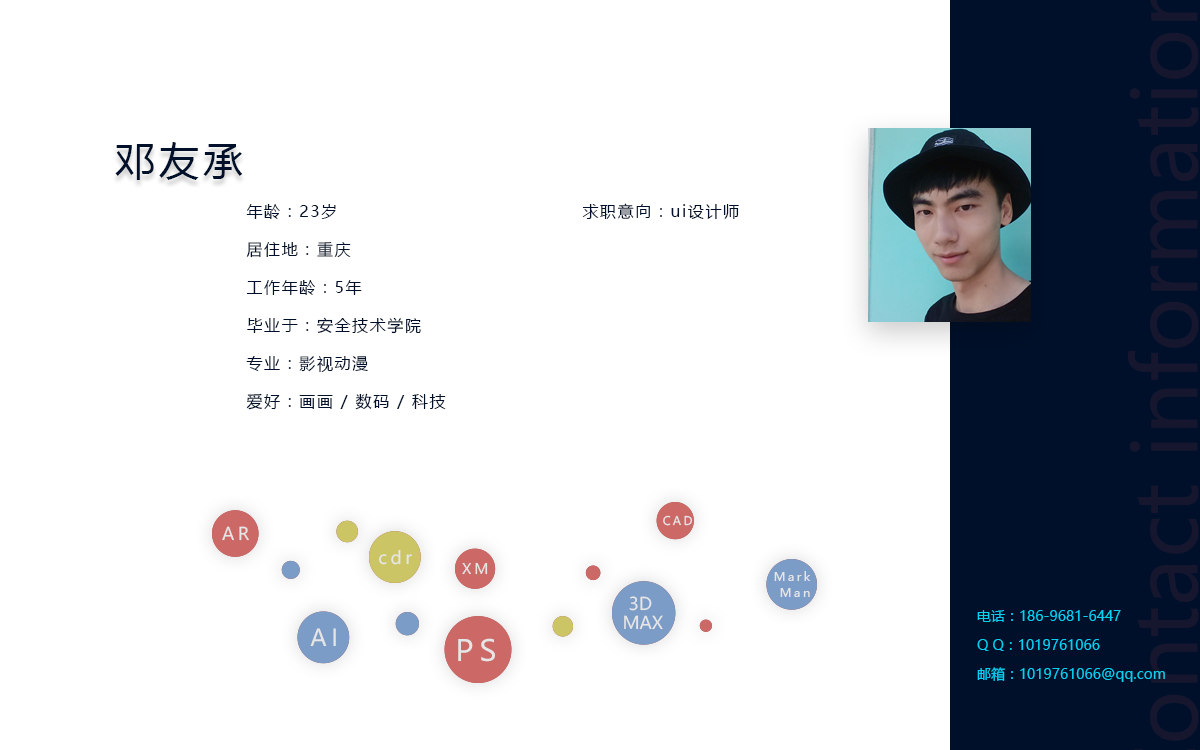 邓友承
年龄：23岁
求职意向：ui设计师
居住地：重庆
工作年龄：5年
毕业于：安全技术学院
专业：影视动漫
爱好：画画 / 数码 / 科技
AR
cdr
XM
CAD
AI
PS
3D
MAX
Mark
Man
电话：186-9681-6447
Q Q：1019761066
邮箱：1019761066@qq.com
ontact information